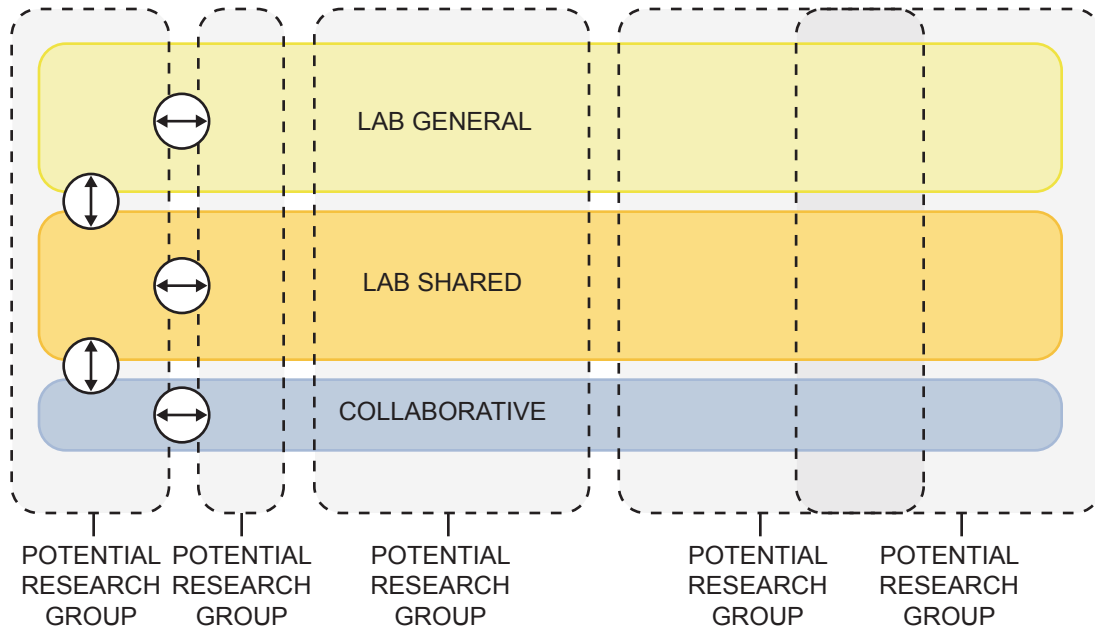 LAB GENERAL
LAB SHARED
COLLABORATIVE
POTENTIAL
RESEARCH
GROUP
POTENTIAL
RESEARCH
GROUP
POTENTIAL
RESEARCH
GROUP
POTENTIAL
RESEARCH
GROUP
POTENTIAL
RESEARCH
GROUP